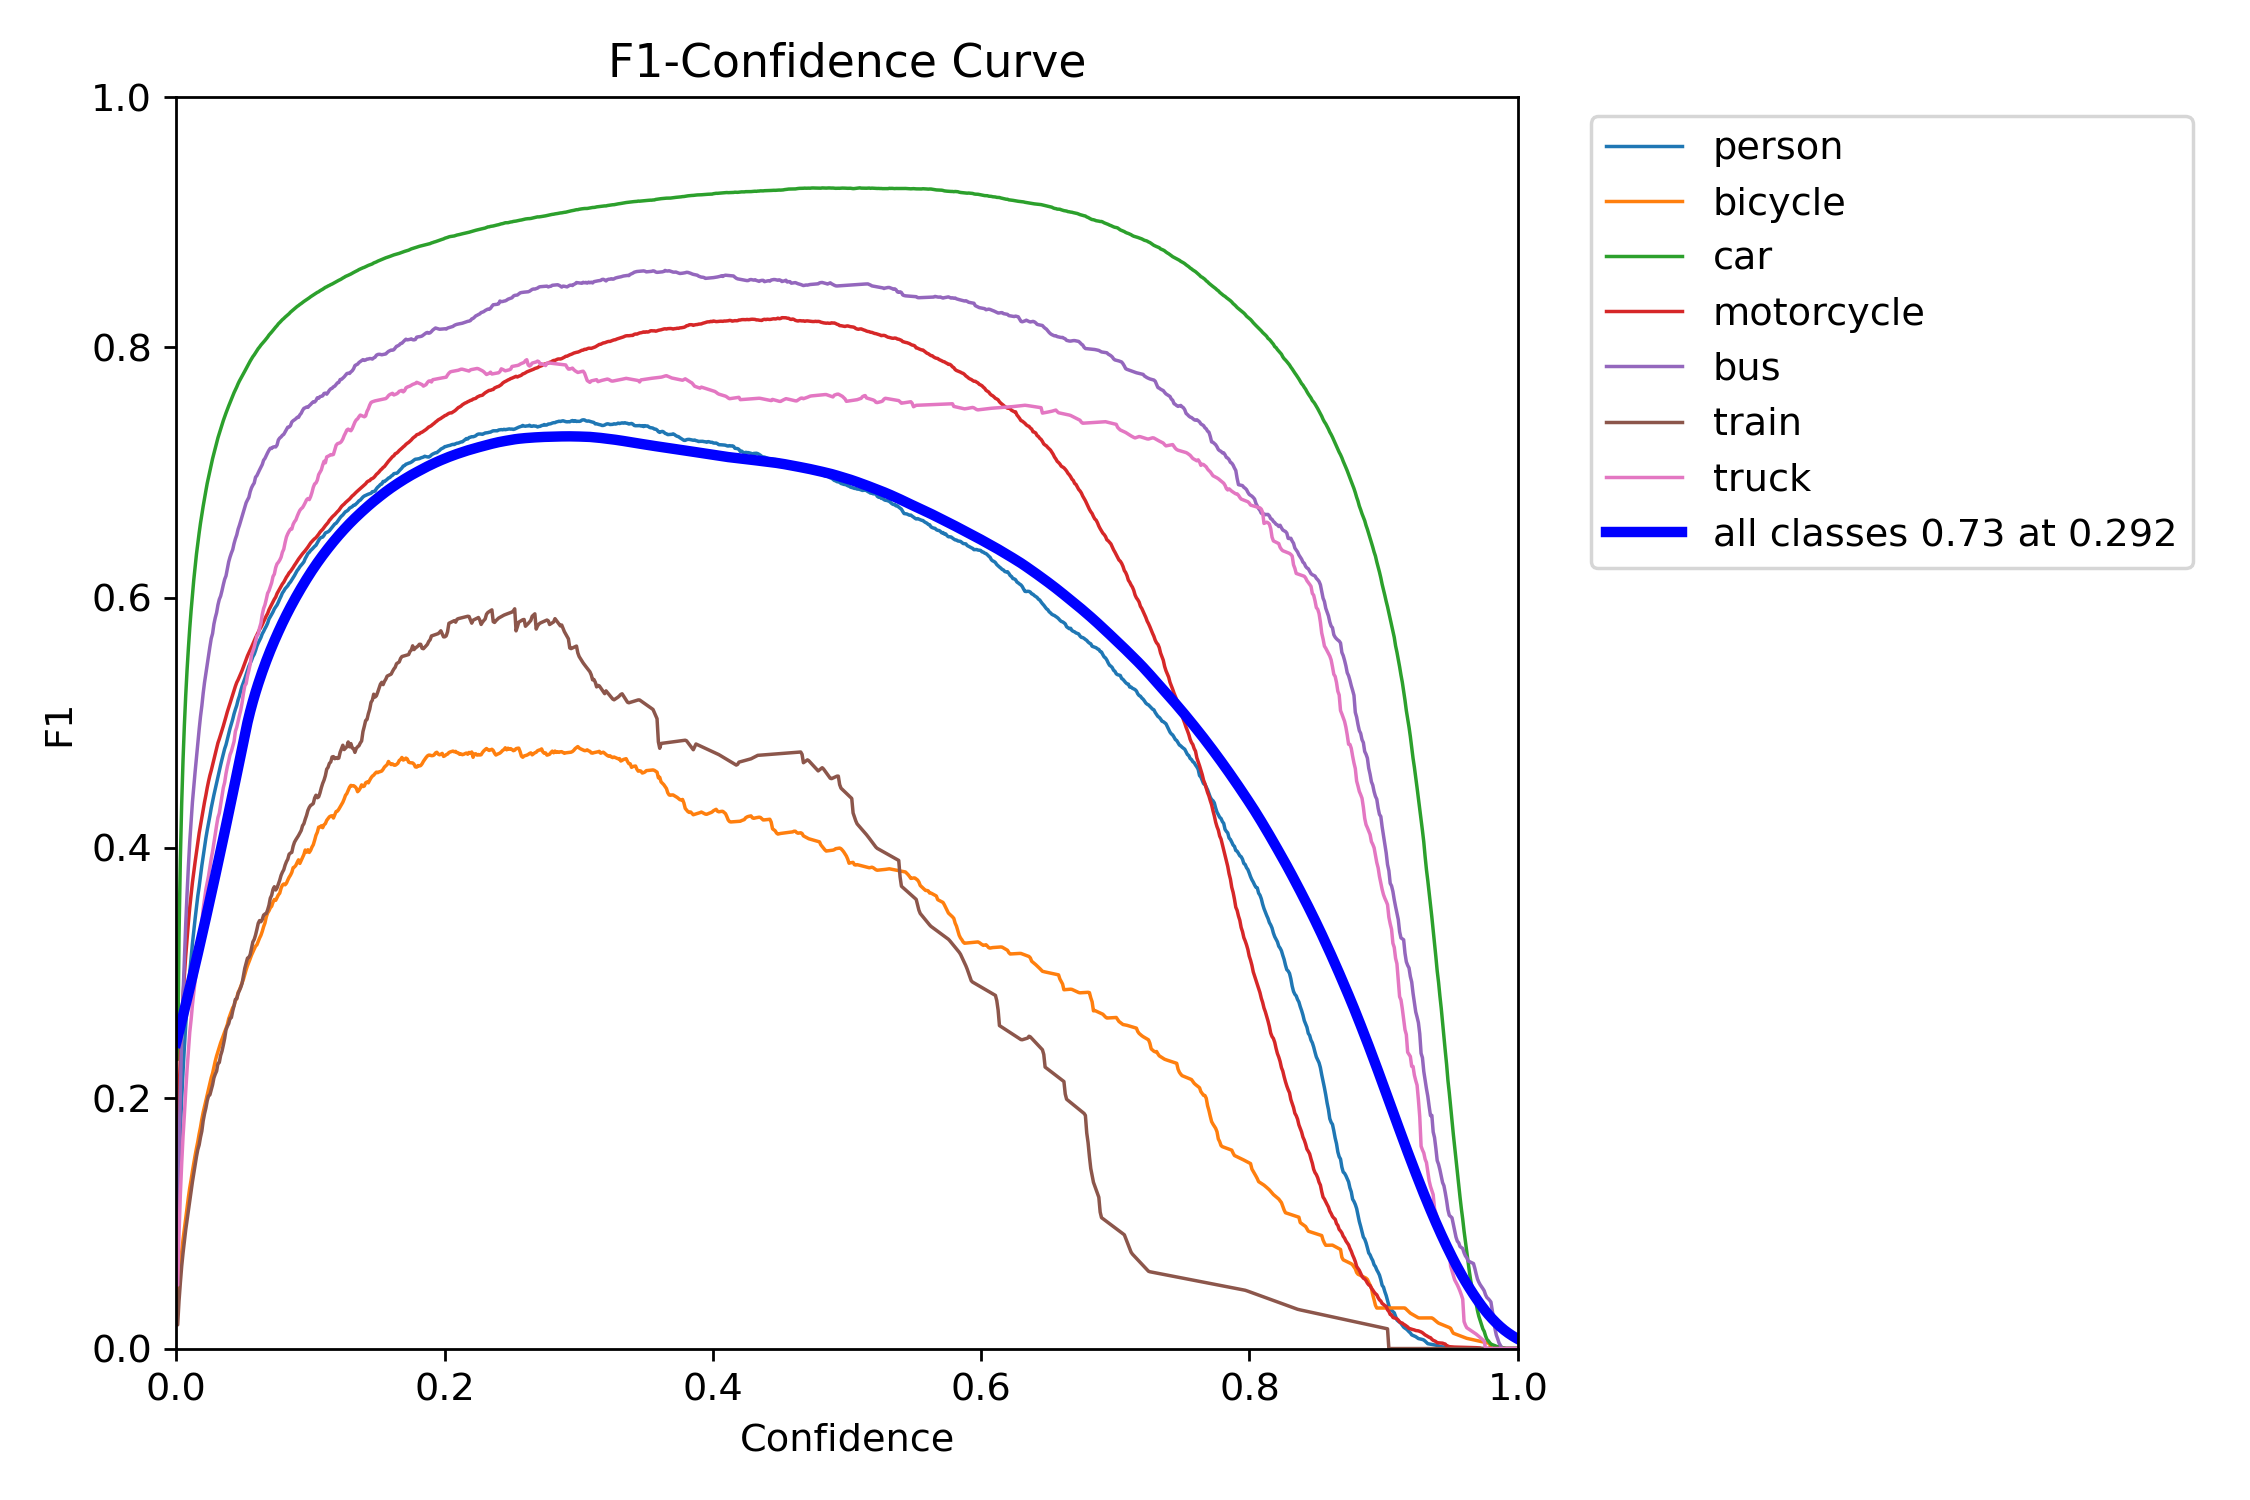 F1-Confidence Curve
1.0
0.8
0.6
0.4
0.2
0.0
F1
0.0 0.2 0.4 0.6 0.8 1.0
Confidence
person
bicycle
car
motorcycle
bus
train
truck
all classes 0.73 at 0.292